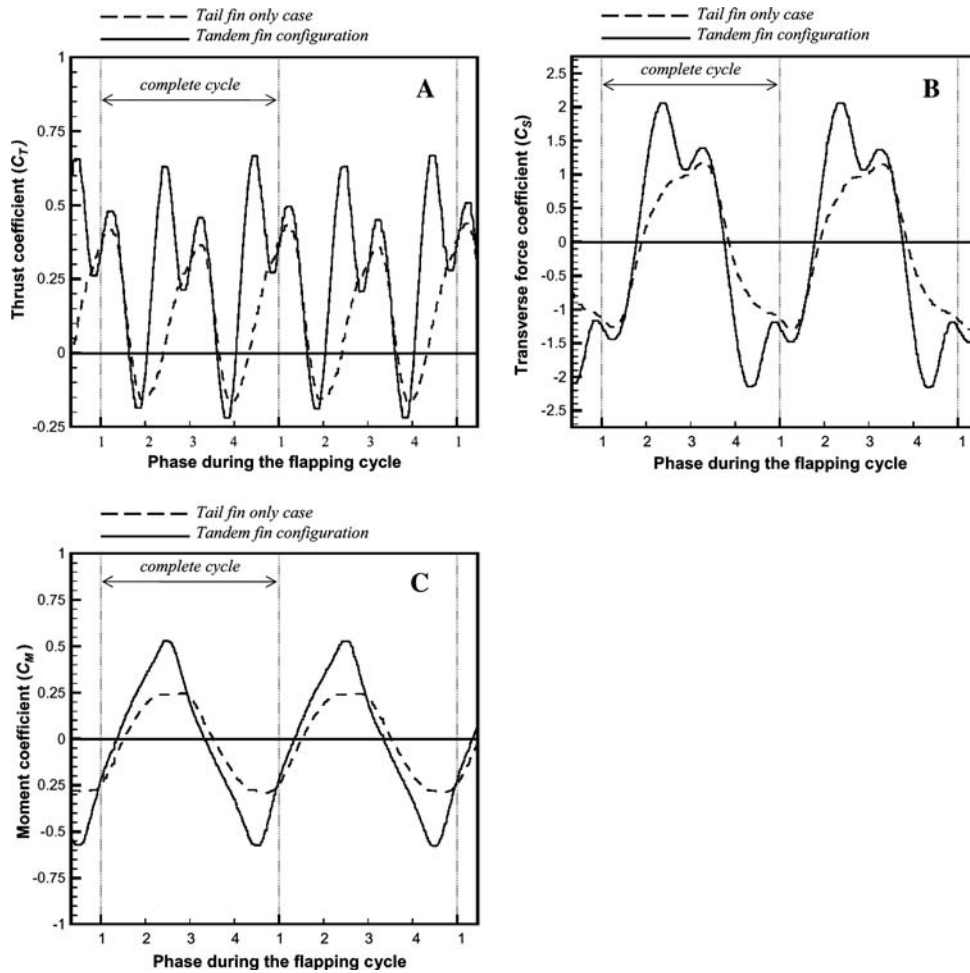 Tail fin only case
Tandem fin configuration
complete cycle
A
1
0.75
0.5
0.25
0
-0.25
Thrust coefficient (C_T)
1 2 3 4 1 2 3 4 1
Phase during the flapping cycle
Tail fin only case
Tandem fin configuration
complete cycle
B
2.5
2
1.5
1
0.5
0
-0.5
-1
-1.5
-2
-2.5
Transverse force coefficient (C_S)
1 2 3 4 1 2 3 4 1
Phase during the flapping cycle
Tail fin only case
Tandem fin configuration
complete cycle
C
1
0.75
0.5
0.25
0
0.25
-0.5
-0.75
-1
Moment coefficient (C_M)
1 2 3 4 1 2 3 4 1
Phase during the flapping cycle